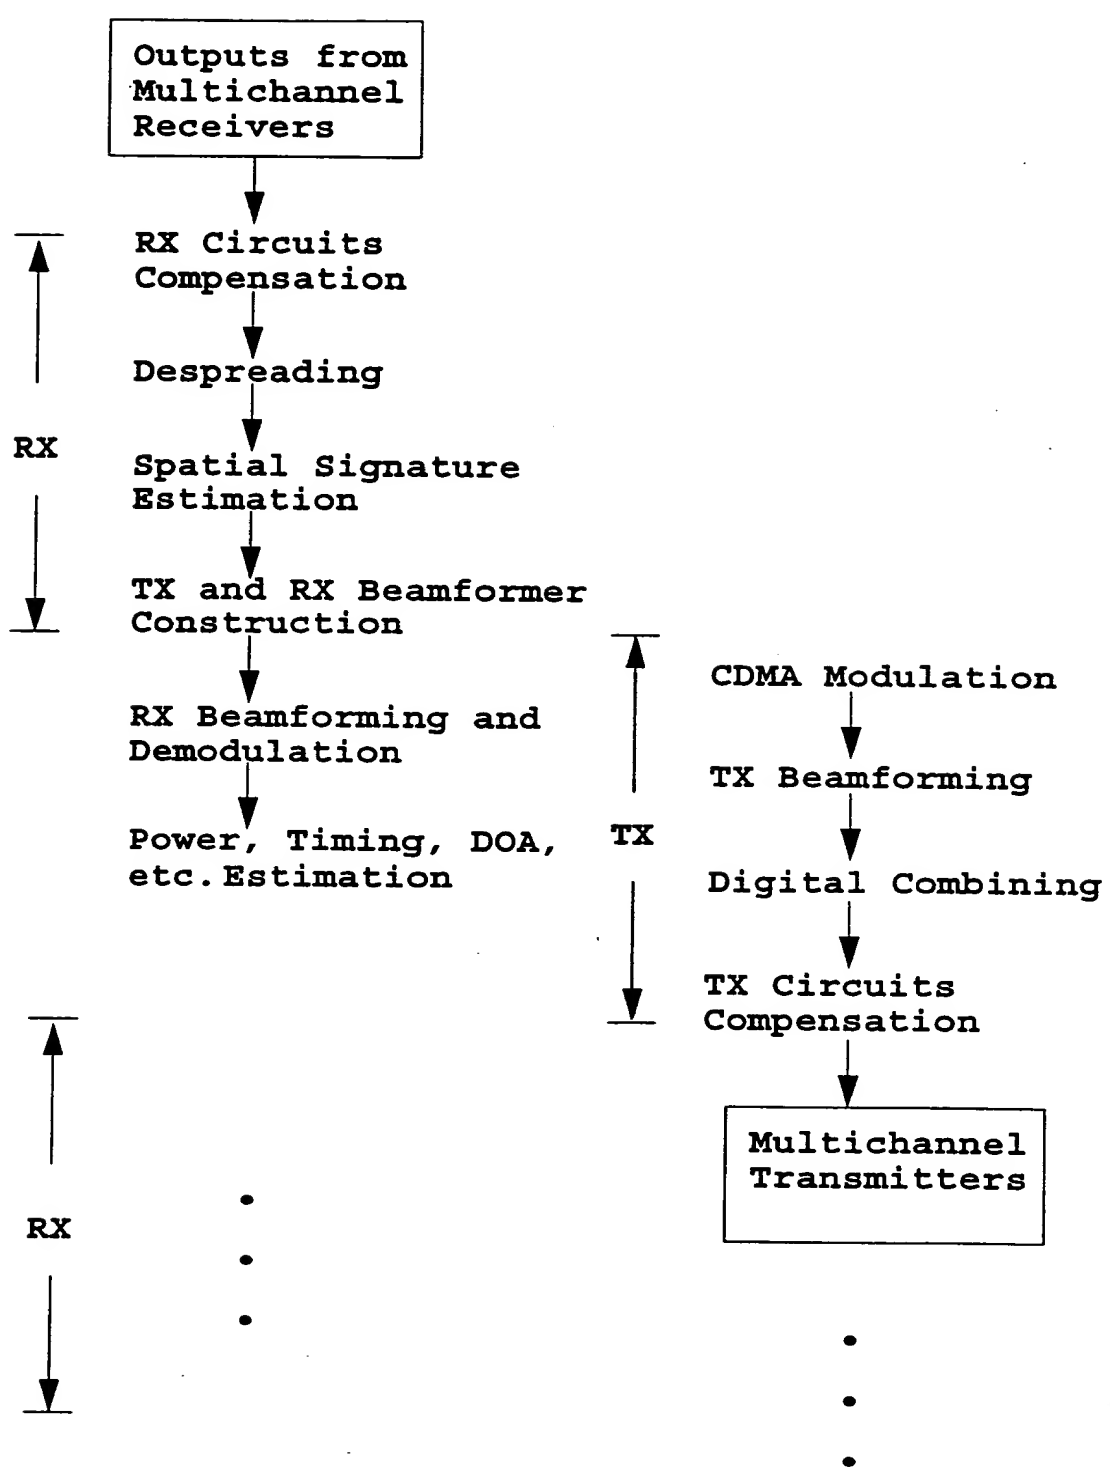 Outputs from
Multichannel
Receivers
RX Circuits
Compensation
Despreading
RX
Spatial Signature
Estimation
TX and RX Beamformer
Construction
RX Beamforming and
Demodulation
Power, Timing, DOA,
etc. Estimation
CDMA Modulation
TX Beamforming
TX
Digital Combining
TX Circuits
Compensation
Multichannel
Transmitters
RX